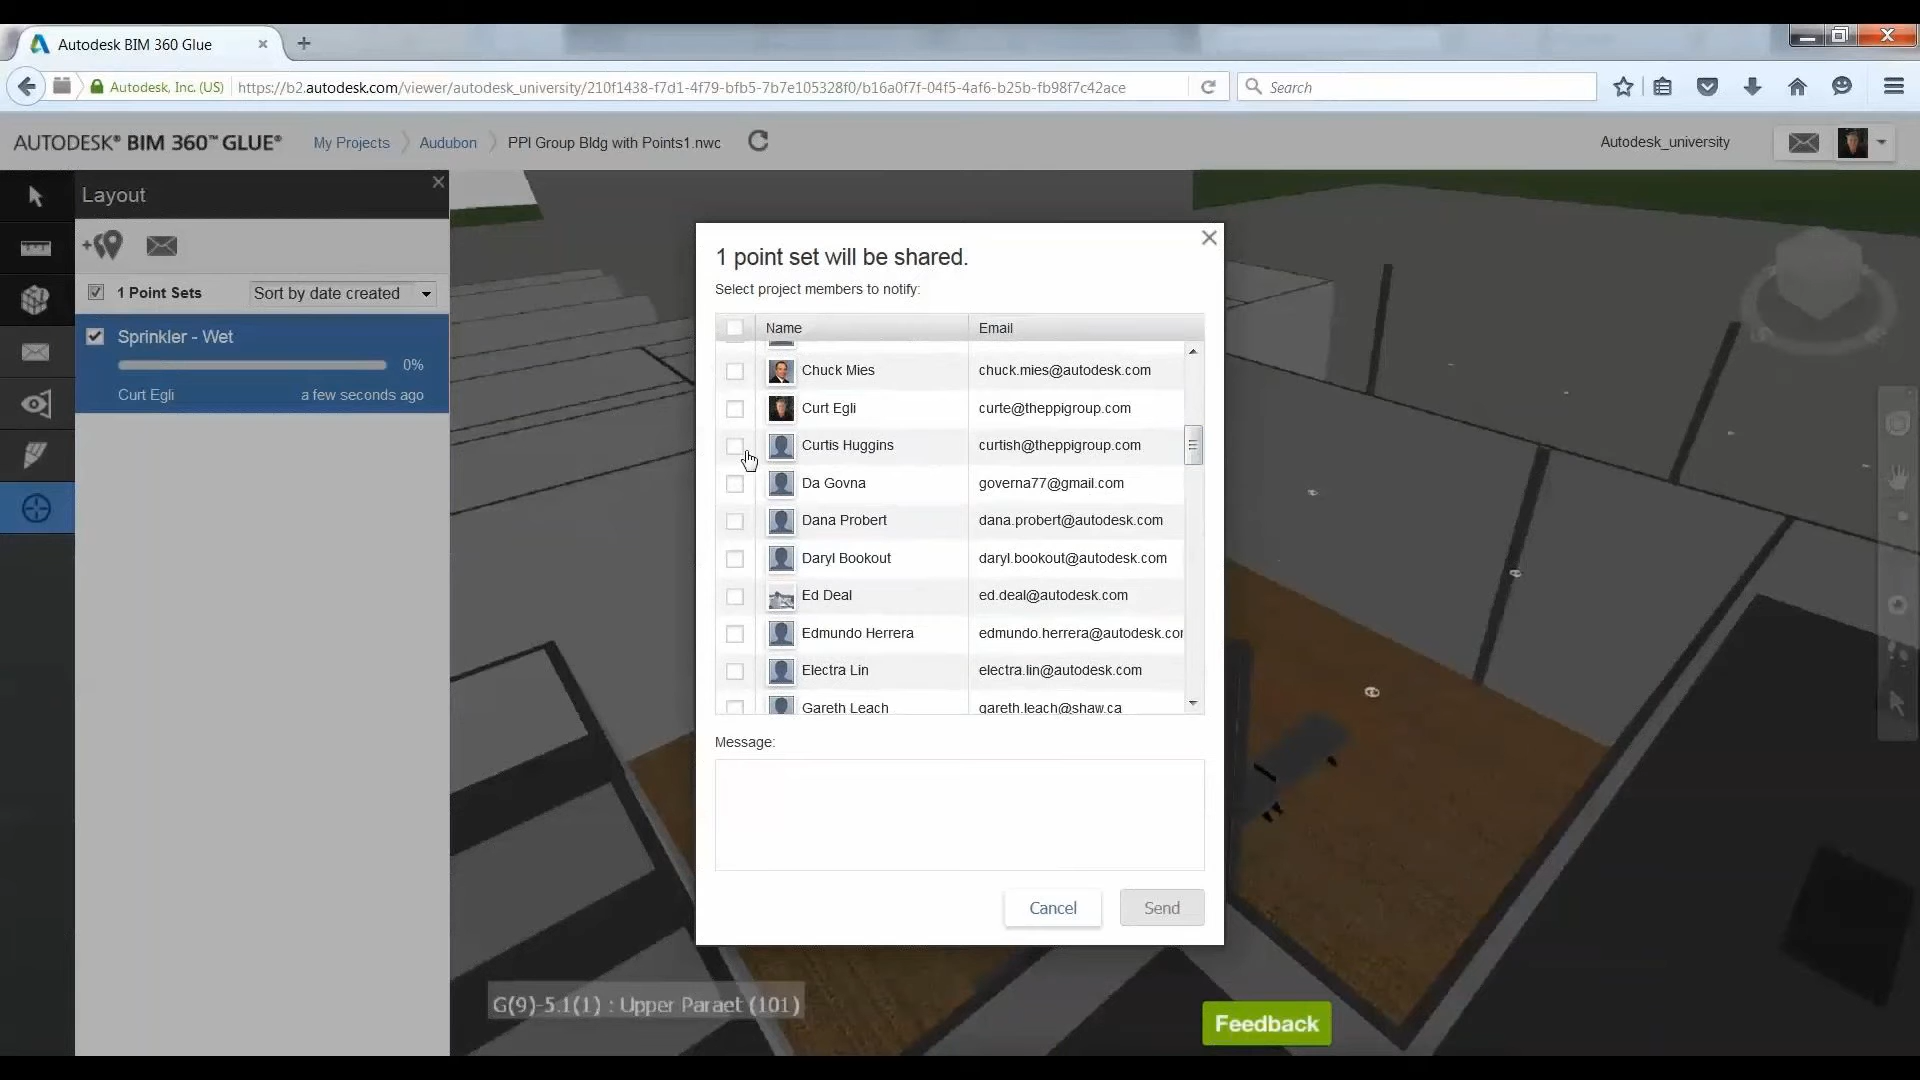 Autodesk BIM 360 Glue
Autodesk, Inc. (US)
https://b2.autodesk.com/viewer/autodesk_university/210f1438-f7d1-4f79-bfb5-7b7e105328f0/b16a0f7f-04f5-4af6-b25b-fb98f7c42ace
Search
AUTODESK® BIM 360™ GLUE®
My Projects
Audubon
PPI Group Bldg with Points1.nwc
Autodesk_university
Layout
1 Point Sets
Sort by date created
Sprinkler - Wet
0%
Curt Egli
a few seconds ago
1 point set will be shared.
Select project members to notify:
Name Email
Chuck Mies chuck.mies@autodesk.com
Curt Egli curte@theppigroup.com
Curtis Huggins curtish@theppigroup.com
Da Govna governa77@gmail.com
Dana Probert dana.probert@autodesk.com
Daryl Bookout daryl.bookout@autodesk.com
Ed Deal ed.deal@autodesk.com
Edmundo Herrera edmundo.herrera@autodesk.cor
Electra Lin electra.lin@autodesk.com
Gareth Leach gareth.leach@shaw.ca
Message:
Cancel
Send
G(9)-5.1(1) : Upper Paraet (101)
Feedback